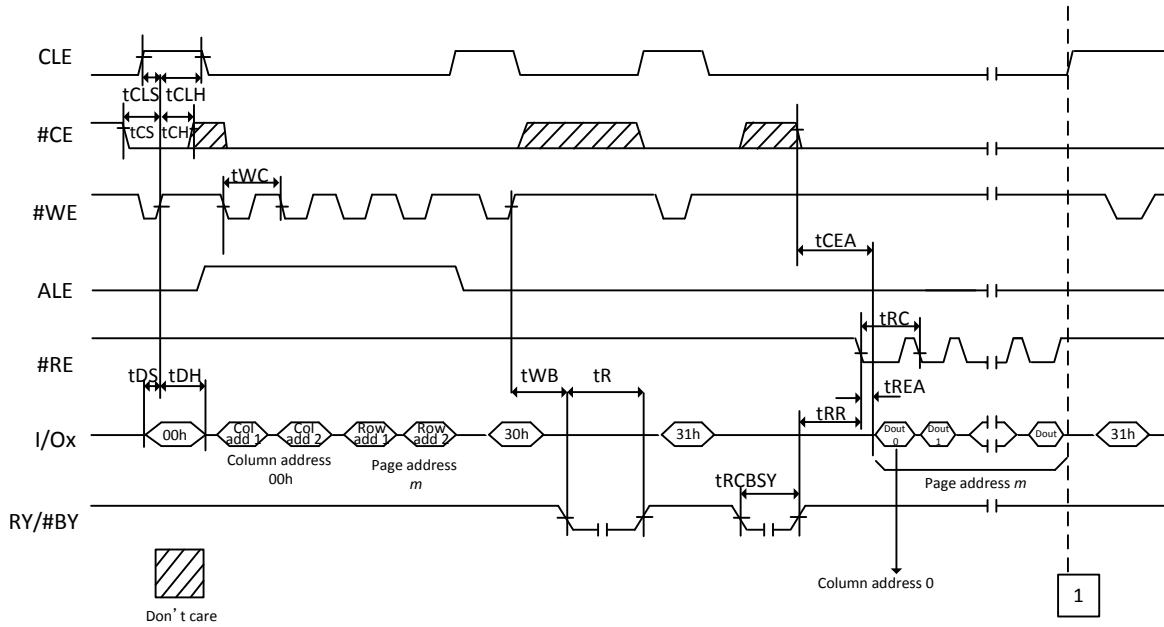 CLE
tCLS tCLH
#CE
tCS tCH
tWC
#WE
tCEA
ALE
tRC
#RE
tDS tDH
tWB tR
tREA
tRR
I/Ox
00h
Col add 1
Col add 2
Row add 1
Row add 2
30h
31h
Dout 0
Dout 1
Dout
31h
Column address
00h
Page address
m
Page address m
tRCBSY
RY/#BY
Column address 0
1
Don't care